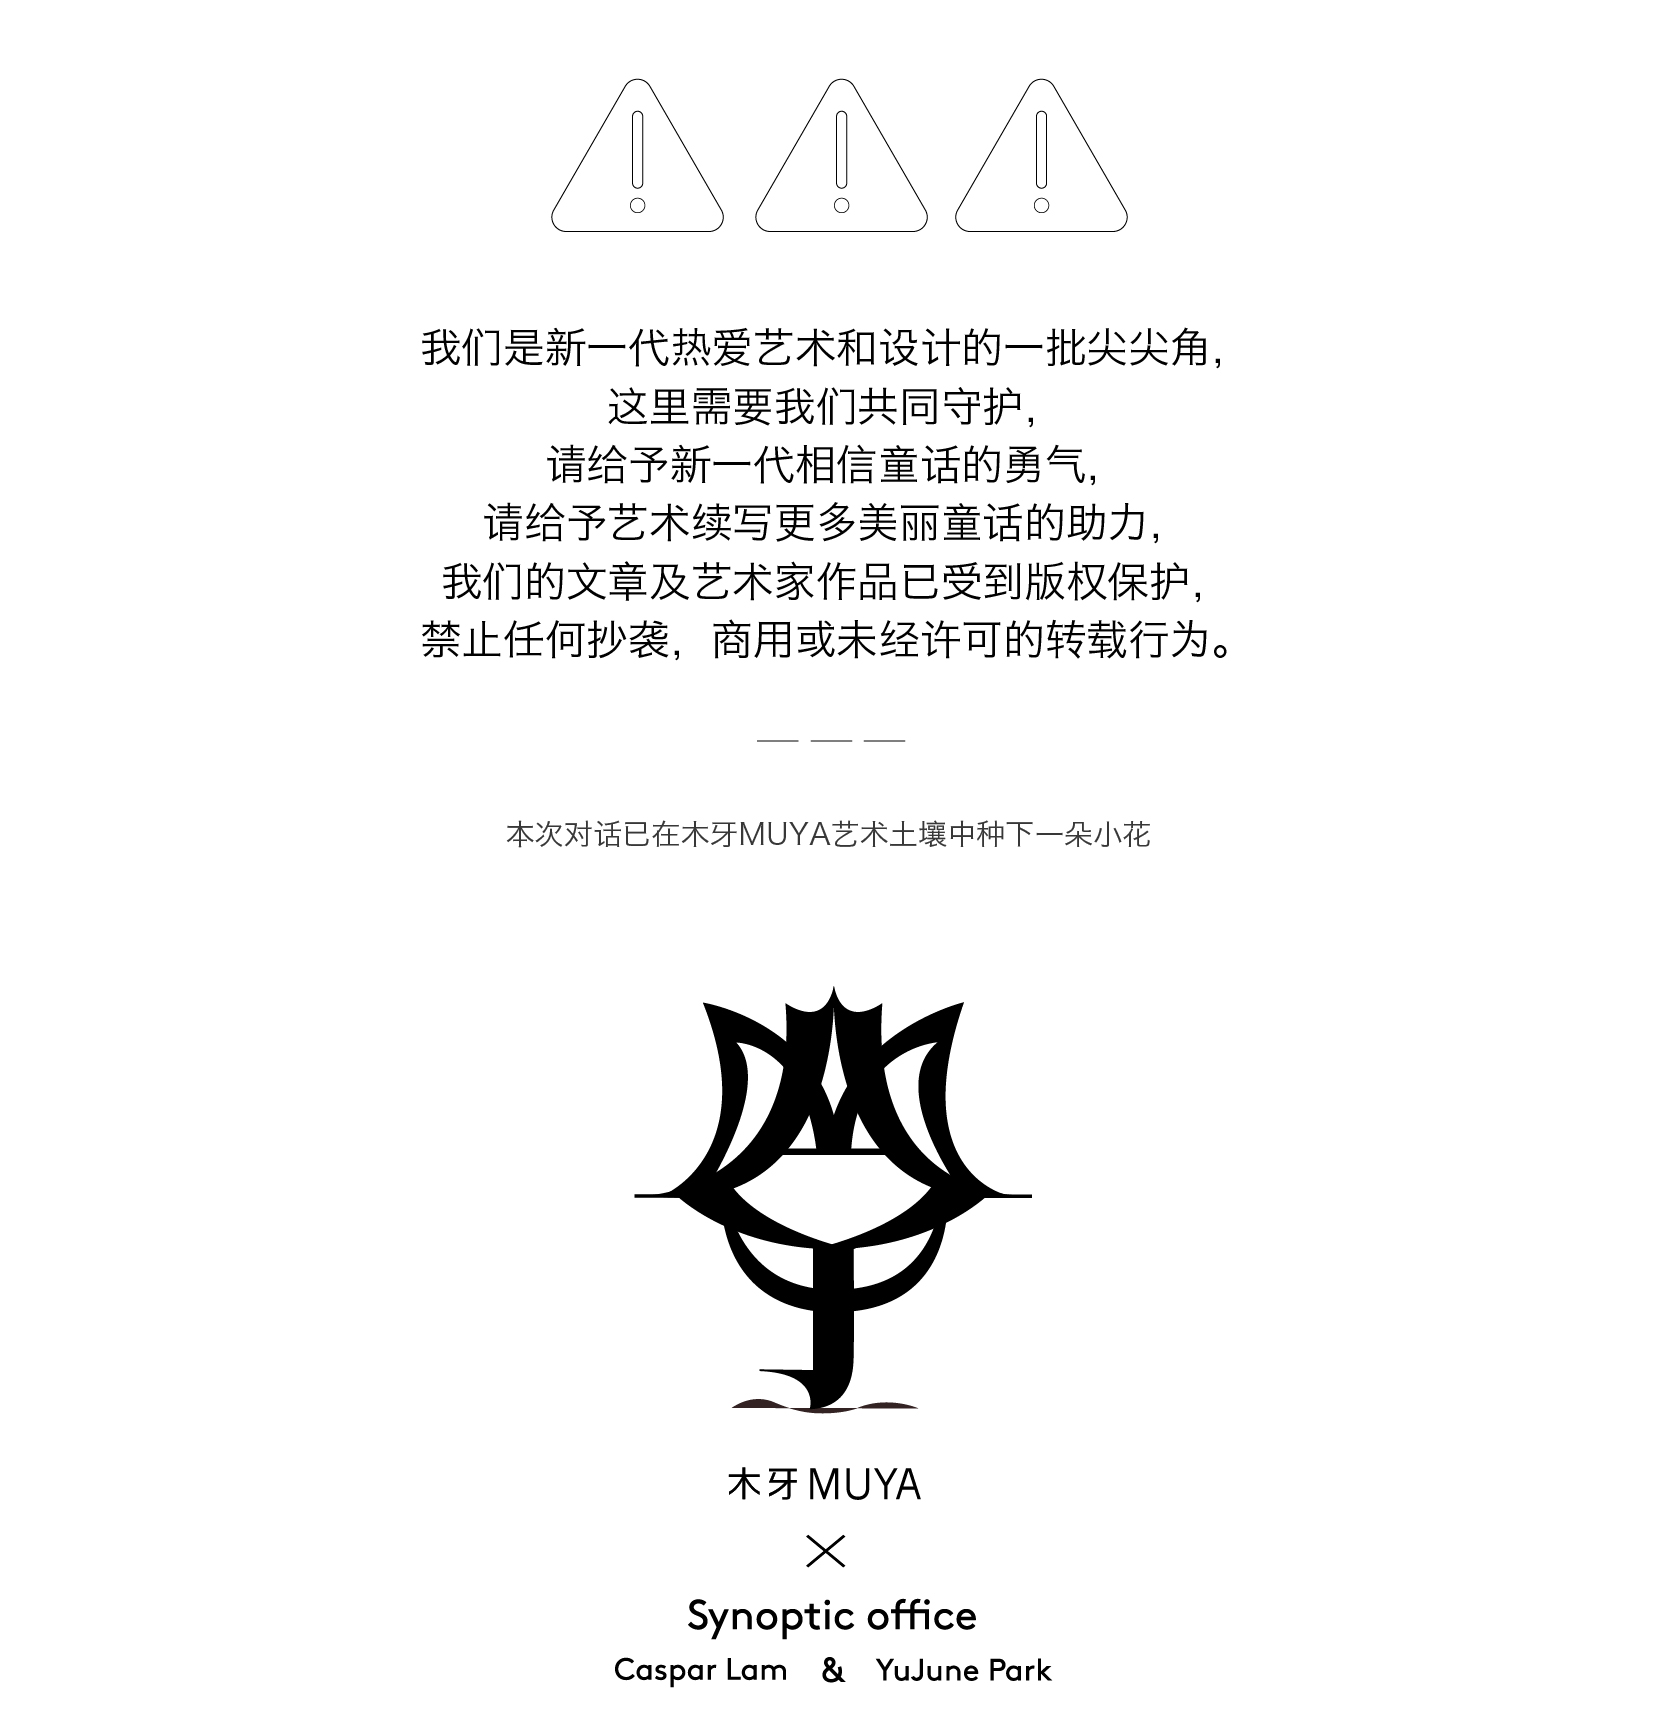 我们是新一代热爱艺术和设计的一批尖尖角，
这里需要我们共同守护，
请给予新一代相信童话的勇气，
请给予艺术续写更多美丽童话的助力，
我们的文章及艺术家作品已受到版权保护，
禁止任何抄袭，商用或未经许可的转载行为。
本次对话已在木牙MUYA艺术土壤中种下一朵小花
木牙MUYA
×
Synoptic office
Caspar Lam & YuJune Park